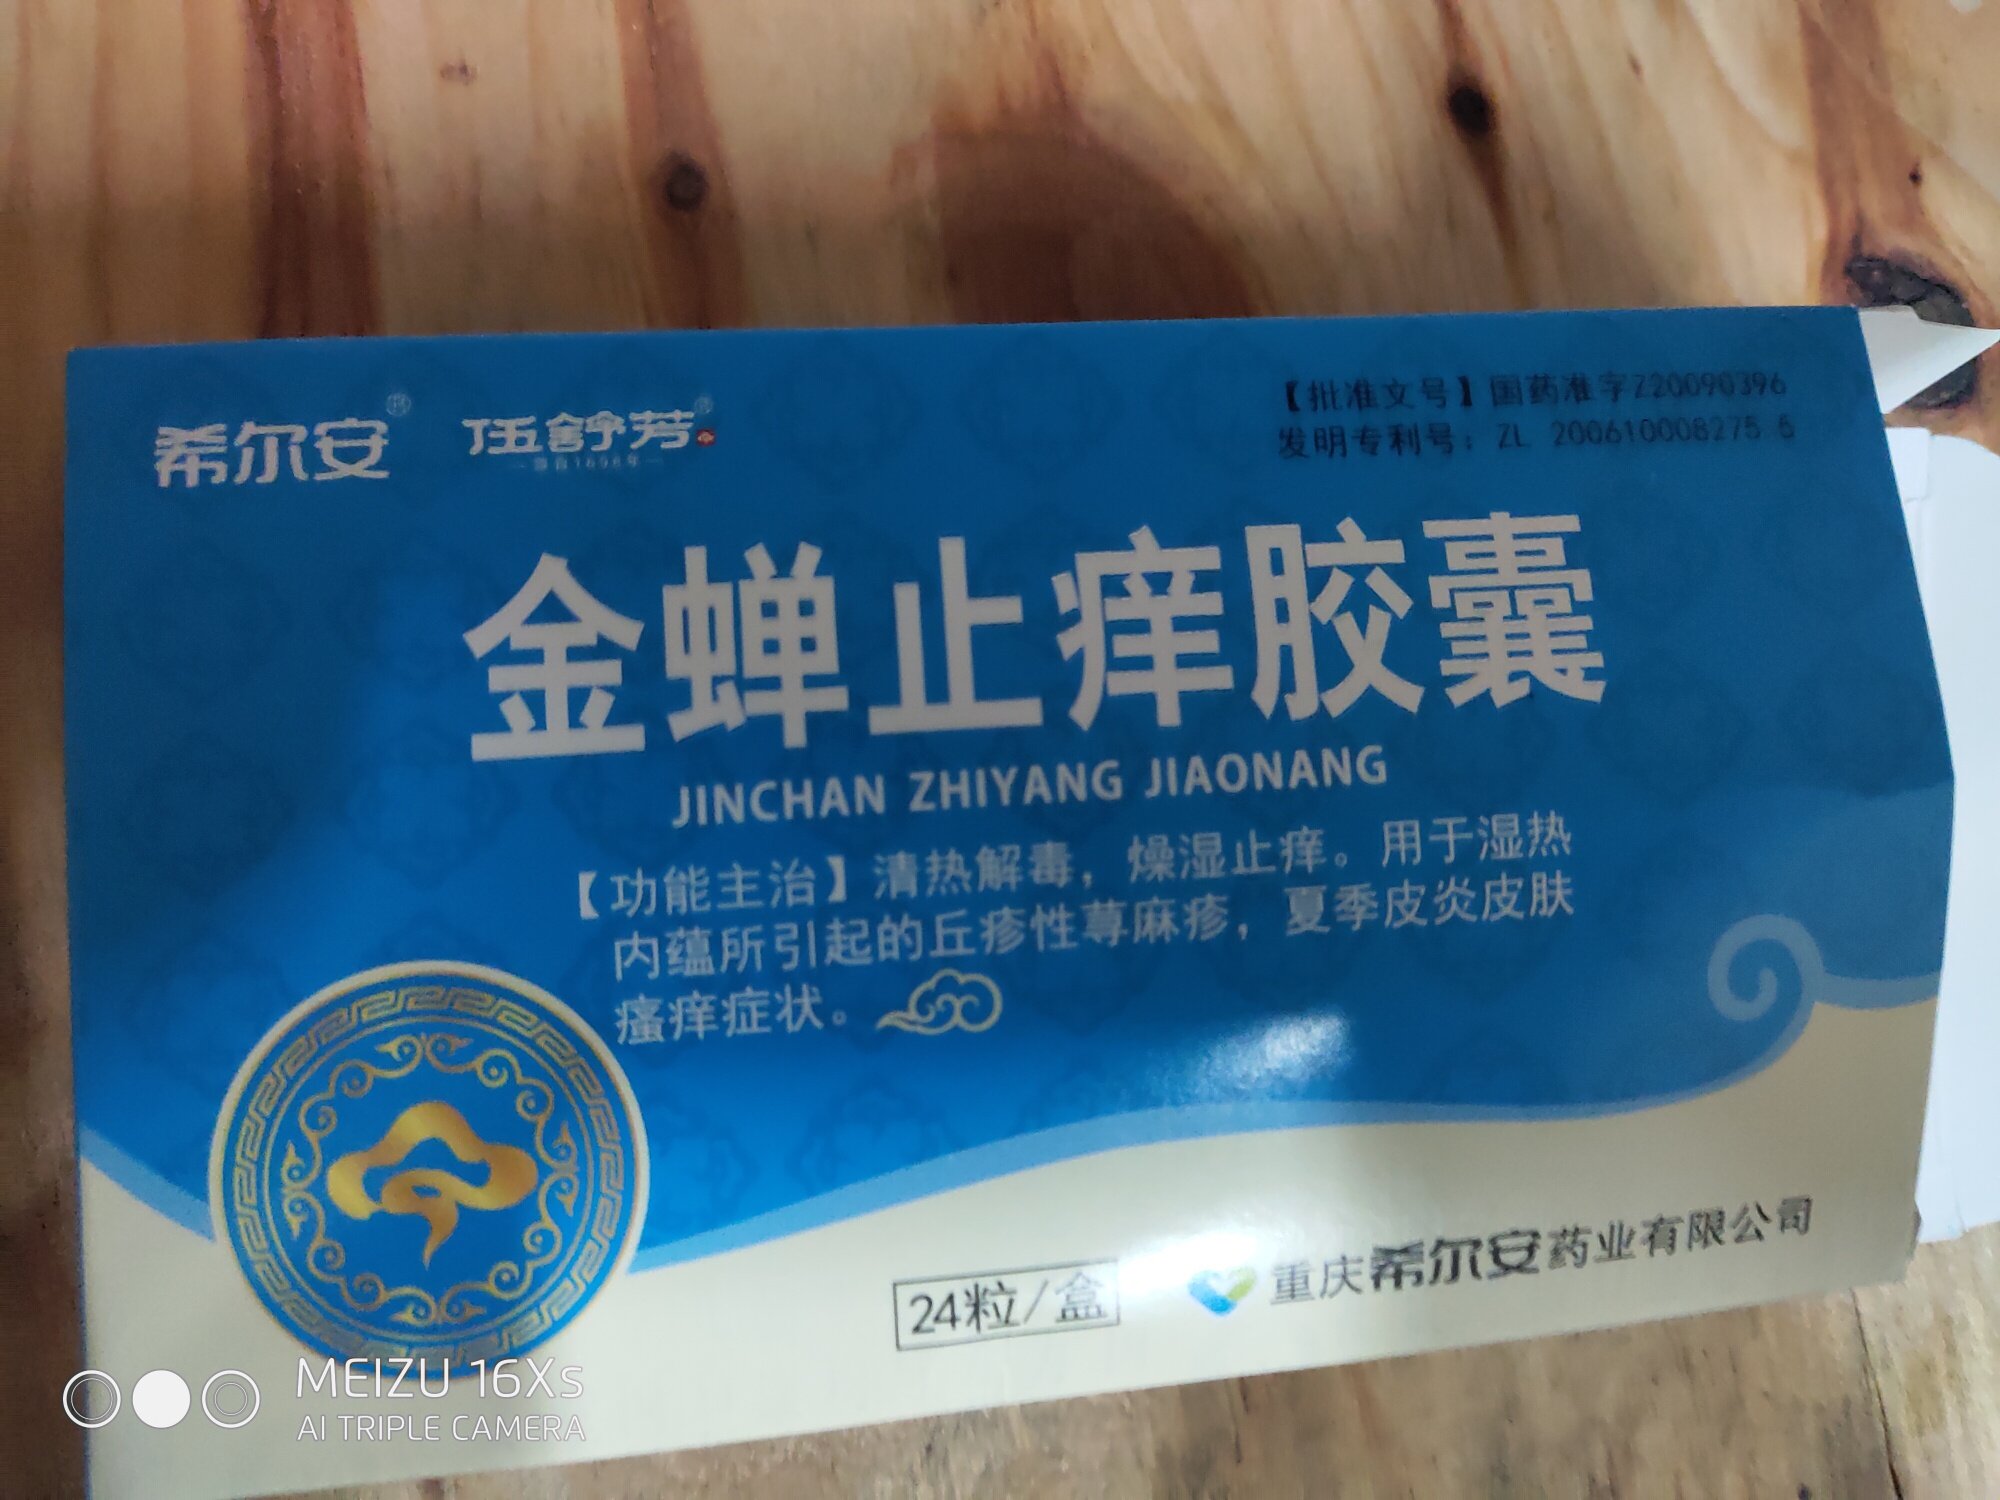 希尔安® 伍舒芳
【批准文号】国药准字Z20090396
发明专利号：ZL 200610008275.6
金蝉止痒胶囊
JINCHAN ZHIYANG JIAONANG
【功能主治】清热解毒，燥湿止痒。用于湿热
内蕴所引起的丘疹性荨麻疹，夏季皮炎皮肤
瘙痒症状。
24粒/盒
重庆希尔安药业有限公司
MEIZU 16Xs
AI TRIPLE CAMERA